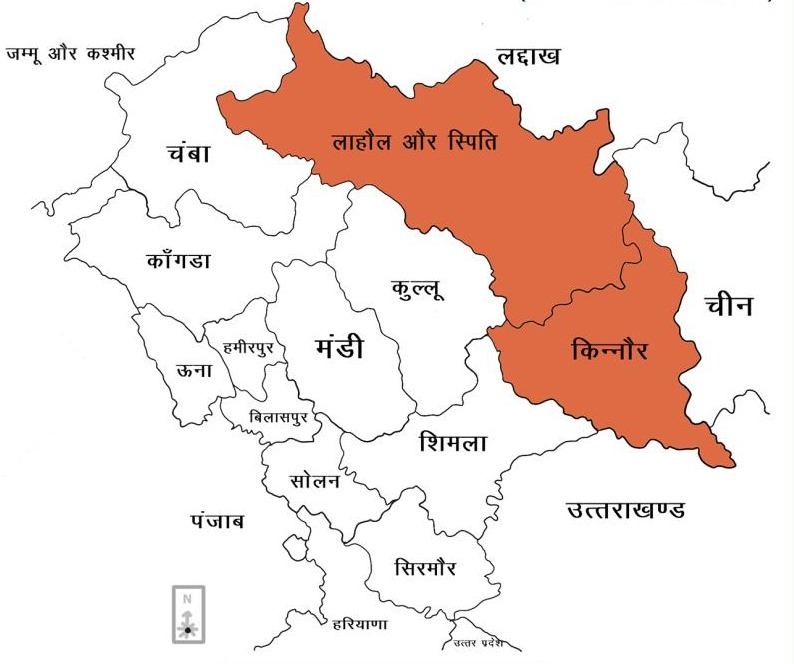 जम्मू और कश्मीर
लद्दाख
चंबा
लाहौल और स्पिति
काँगडा
कुल्लू
चीन
हमीरपुर
मंडी
किन्नौर
ऊना
बिलासपुर
शिमला
सोलन
पंजाब
उत्तराखण्ड
सिरमौर
N
हरियाणा
उत्तर प्रदेश